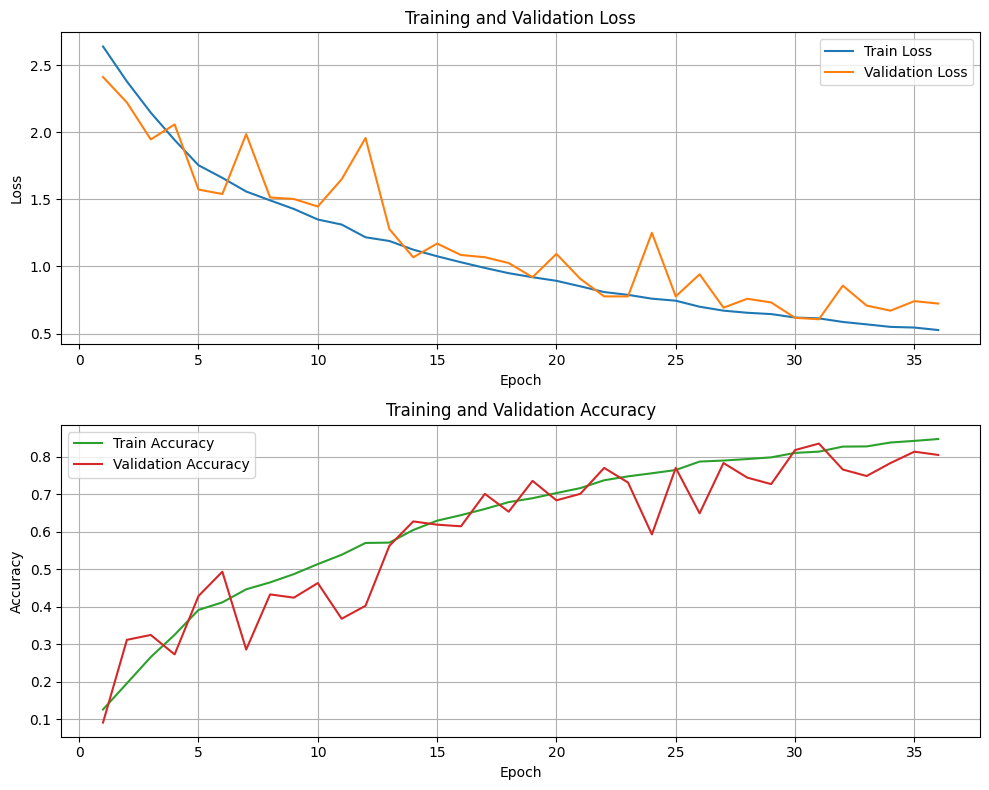 Training and Validation Loss
Train Loss
Validation Loss
2.5
2.0
1.5
1.0
0.5
Loss
0 5 10 15 20 25 30 35
Epoch
Training and Validation Accuracy
Train Accuracy
Validation Accuracy
0.8
0.7
0.6
0.5
0.4
0.3
0.2
0.1
Accuracy
0 5 10 15 20 25 30 35
Epoch